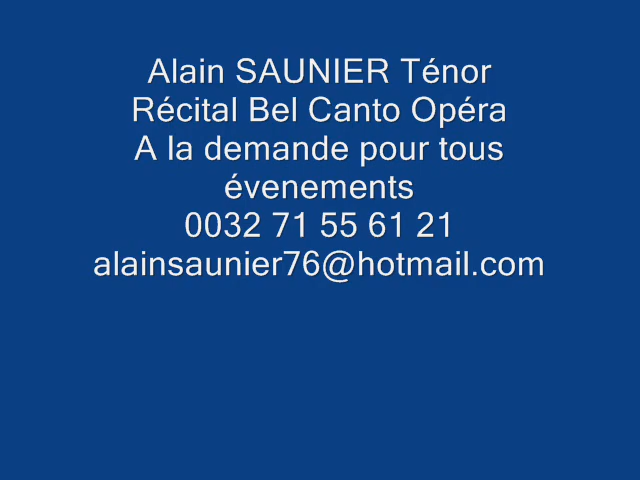 Alain SAUNIER Ténor
Récital Bel Canto Opéra
A la demande pour tous
évenements
0032 71 55 61 21
alainsaunier76@hotmail.com